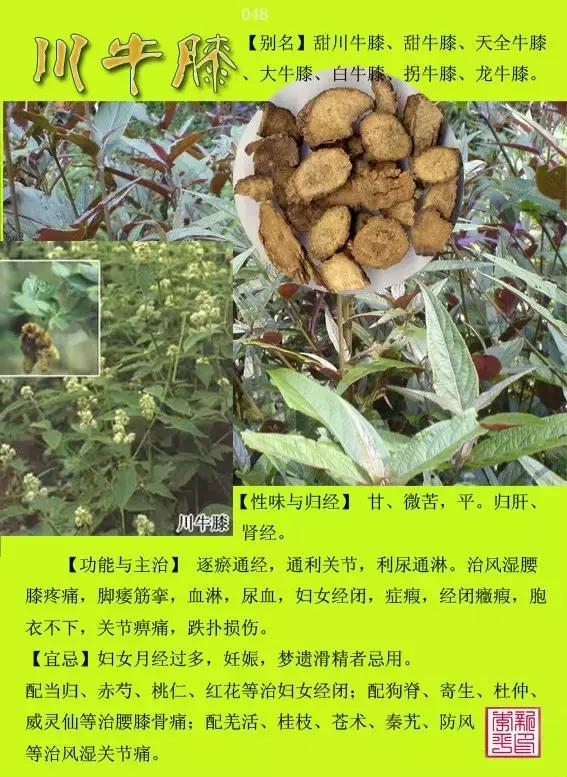 048
川牛膝
【别名】甜川牛膝、甜牛膝、天全牛膝
、大牛膝、白牛膝、拐牛膝、龙牛膝。
川牛膝
【性味与归经】 甘、微苦，平。归肝、
肾经。
【功能与主治】 逐瘀通经，通利关节，利尿通淋。治风湿腰
膝疼痛，脚痿筋挛，血淋，尿血，妇女经闭，症瘕，经闭癥瘕，胞
衣不下，关节痹痛，跌扑损伤。
【宜忌】妇女月经过多，妊娠，梦遗滑精者忌用。
配当归、赤芍、桃仁、红花等治妇女经闭；配狗脊、寄生、杜仲、
威灵仙等治腰膝骨痛；配羌活、桂枝、苍术、秦艽、防风
等治风湿关节痛。